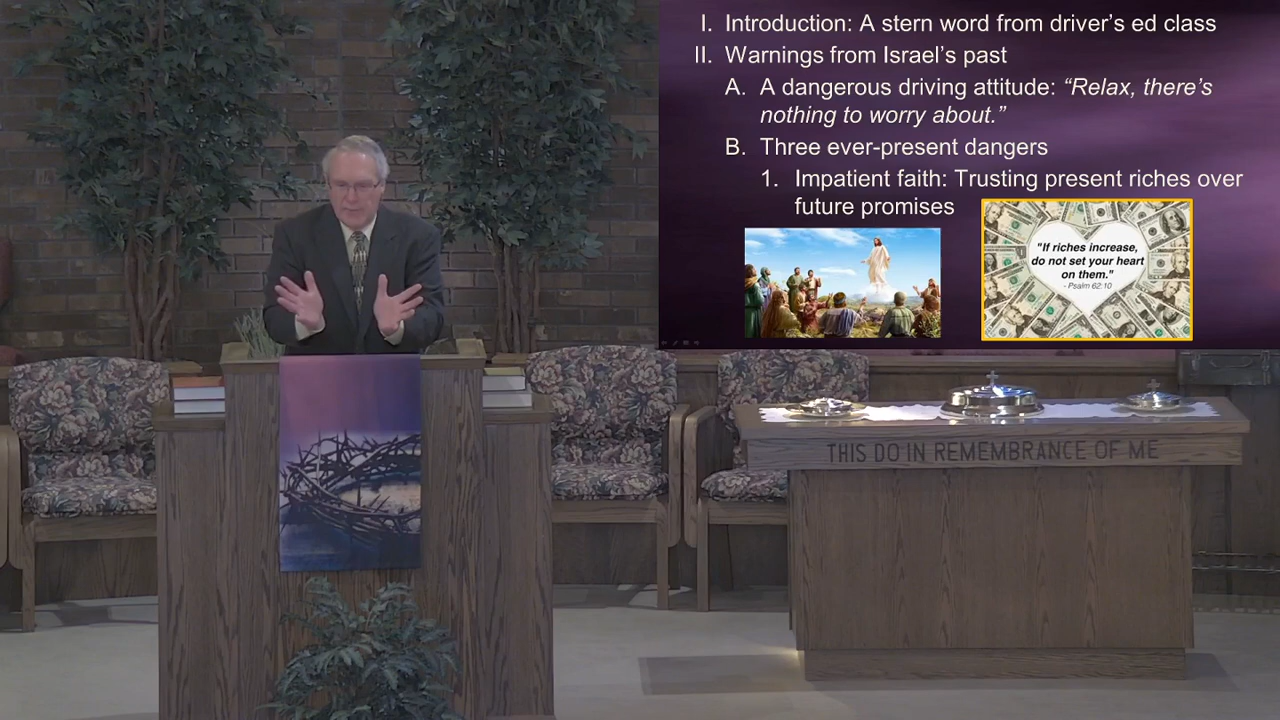 I. Introduction: A stern word from driver's ed class
II. Warnings from Israel's past
A. A dangerous driving attitude: “Relax, there's
nothing to worry about.”
B. Three ever-present dangers
1. Impatient faith: Trusting present riches over
future promises
"If riches increase,
do not set your heart
on them."
- Psalm 62:10
THIS DO IN REMEMBRANCE OF ME